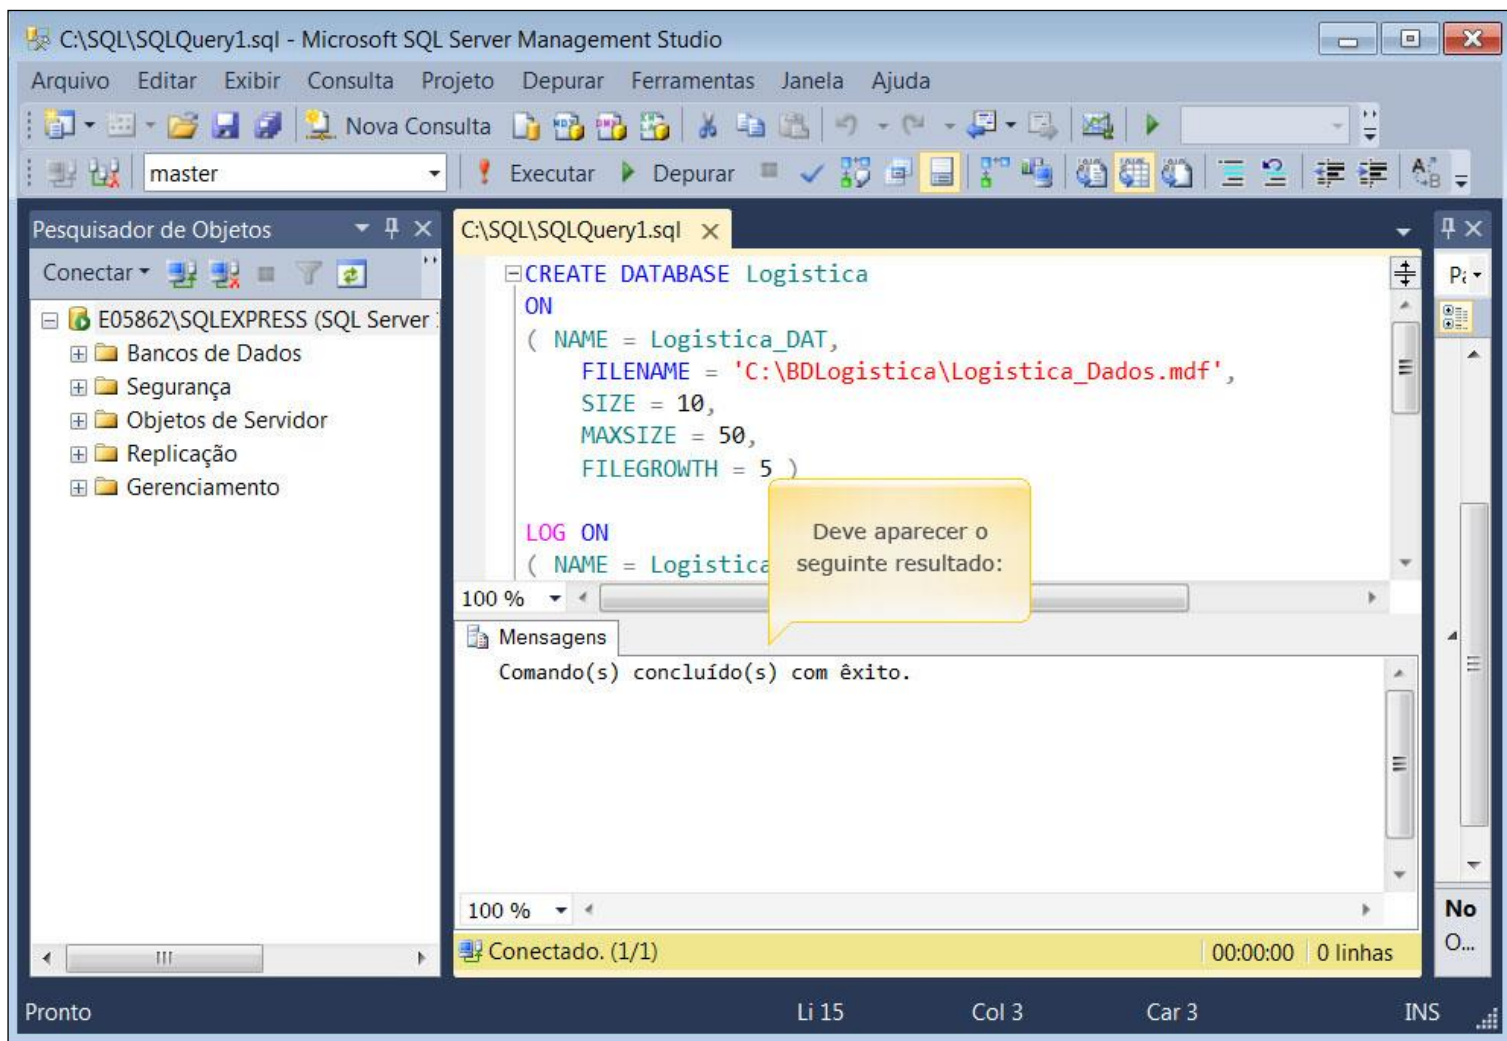 C:\SQL\SQLQuery1.sql - Microsoft SQL Server Management Studio
Arquivo Editar Exibir Consulta Projeto Depurar Ferramentas Janela Ajuda
Nova Consulta
master Executar Depurar
Pesquisador de Objetos
Conectar
E05862\SQLEXPRESS (SQL Server
Bancos de Dados
Segurança
Objetos de Servidor
Replicação
Gerenciamento
C:\SQL\SQLQuery1.sql
CREATE DATABASE Logistica
ON
( NAME = Logistica_DAT,
FILENAME = 'C:\BDLogistica\Logistica_Dados.mdf',
SIZE = 10,
MAXSIZE = 50,
FILEGROWTH = 5 )
LOG ON
( NAME = Logistica
Deve aparecer o
seguinte resultado:
100 %
Mensagens
Comando(s) concluído(s) com êxito.
100 %
Conectado. (1/1) 00:00:00 0 linhas
No
O...
Pronto Li 15 Col 3 Car 3 INS